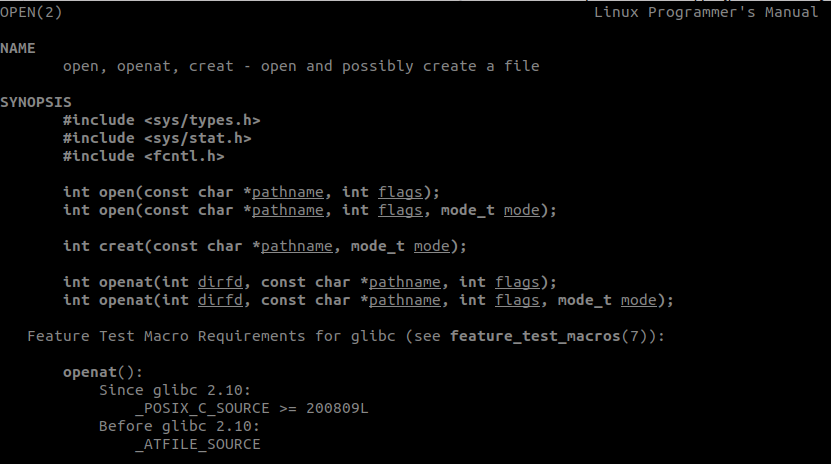 OPEN(2) Linux Programmer's Manual
NAME
open, openat, creat - open and possibly create a file
SYNOPSIS
#include <sys/types.h>
#include <sys/stat.h>
#include <fcntl.h>
int open(const char *pathname, int flags);
int open(const char *pathname, int flags, mode_t mode);
int creat(const char *pathname, mode_t mode);
int openat(int dirfd, const char *pathname, int flags);
int openat(int dirfd, const char *pathname, int flags, mode_t mode);
Feature Test Macro Requirements for glibc (see feature_test_macros(7)):
openat():
Since glibc 2.10:
_POSIX_C_SOURCE >= 200809L
Before glibc 2.10:
_ATFILE_SOURCE